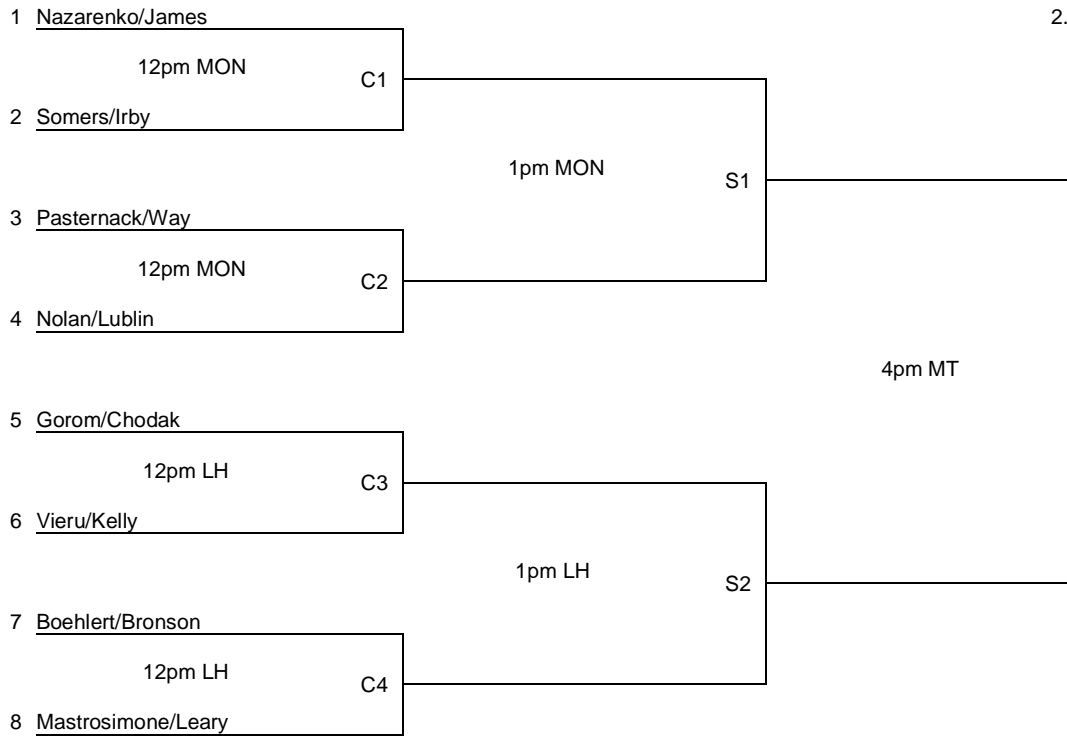 1 Nazarenko/James
2.
12pm MON
C1
2 Somers/Irby
1pm MON
S1
3 Pasternack/Way
12pm MON
C2
4 Nolan/Lublin
4pm MT
5 Gorom/Chodak
12pm LH
C3
6 Vieru/Kelly
1pm LH
S2
7 Boehlert/Bronson
12pm LH
C4
8 Mastrosimone/Leary